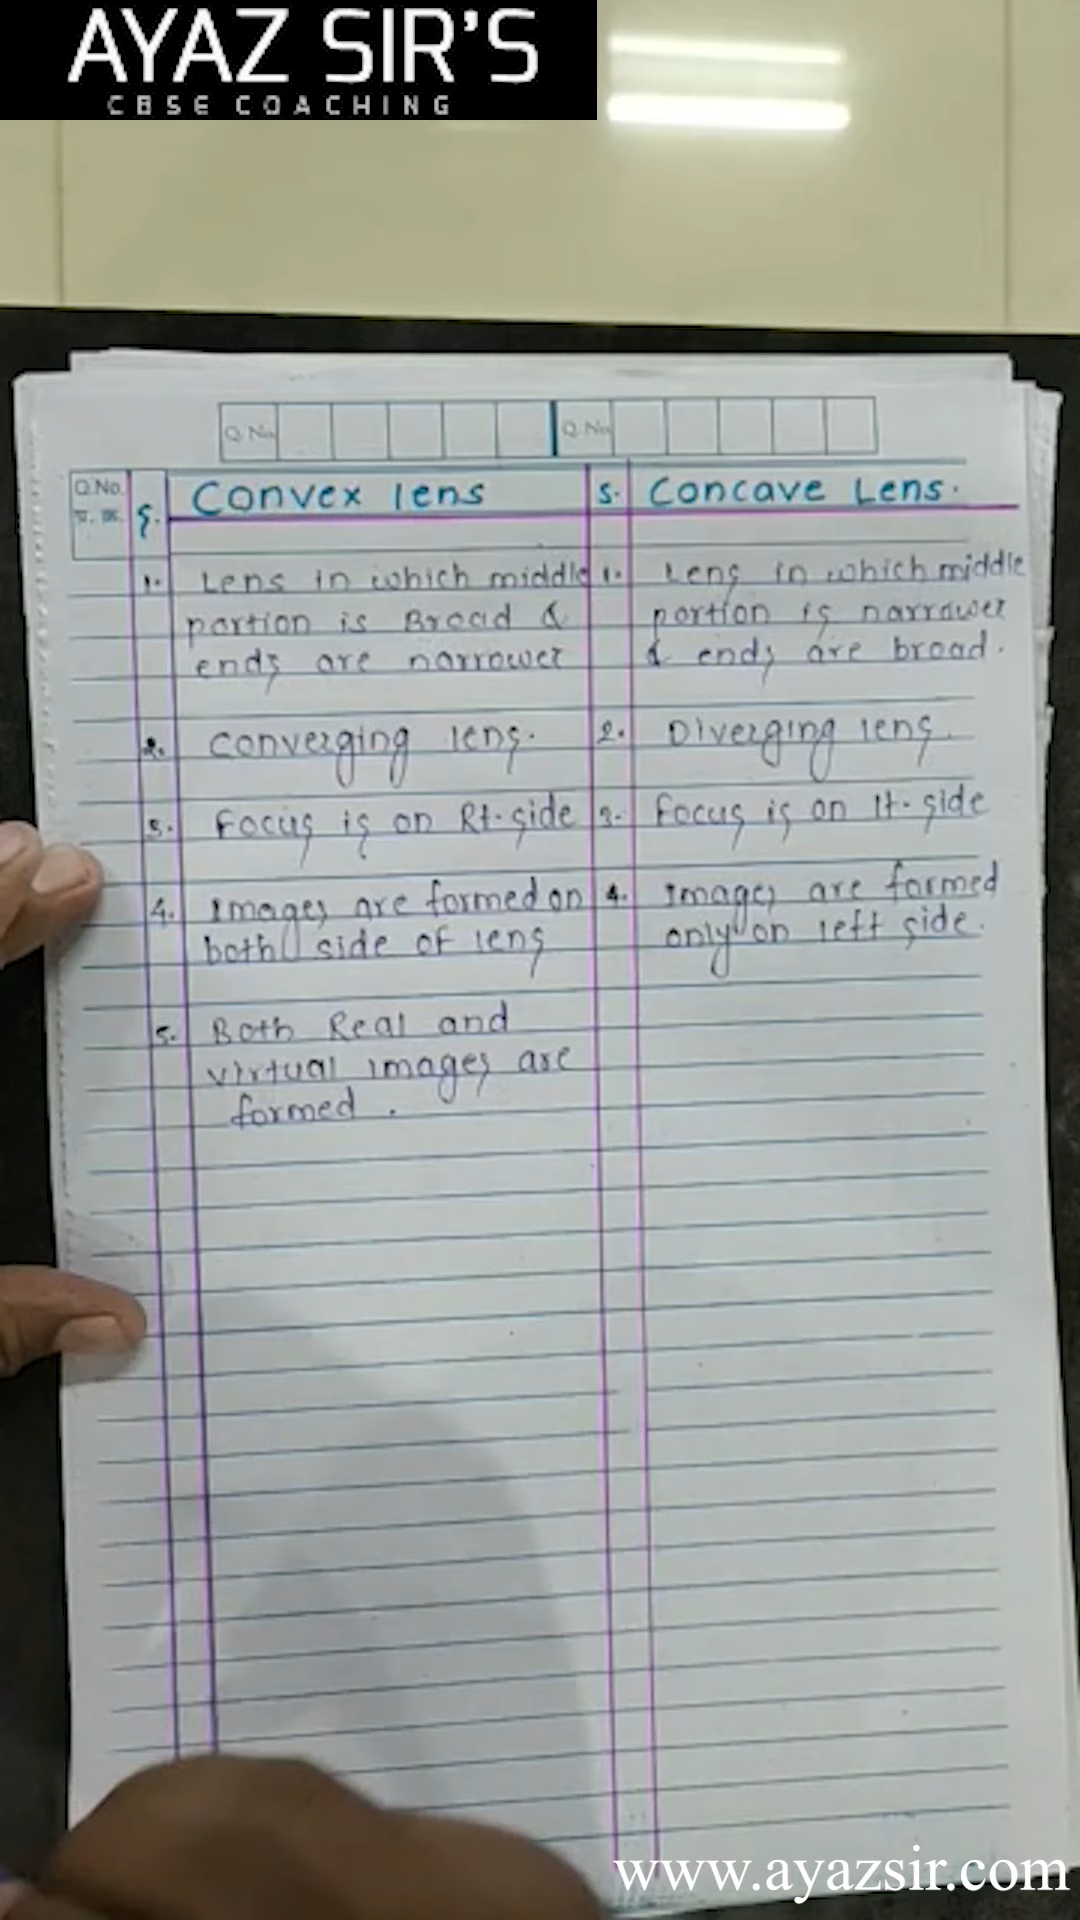 AYAZ SIR'S
CBSE COACHING
Q.No. Q.No.
Q.No.
प्र. क्र.
S. Convex lens
S. Concave Lens.
1. Lens in which middle
portion is Broad &
ends are narrower
1. Lens in which middle
portion is narrower
& ends are broad.
2. Converging lens.
2. Diverging lens.
3. Focus is on Rt. side
3. Focus is on lt. side
4. Images are formed on
both side of lens
4. Images are formed
only on left side.
5. Both Real and
virtual images are
formed.
www.ayazsir.com